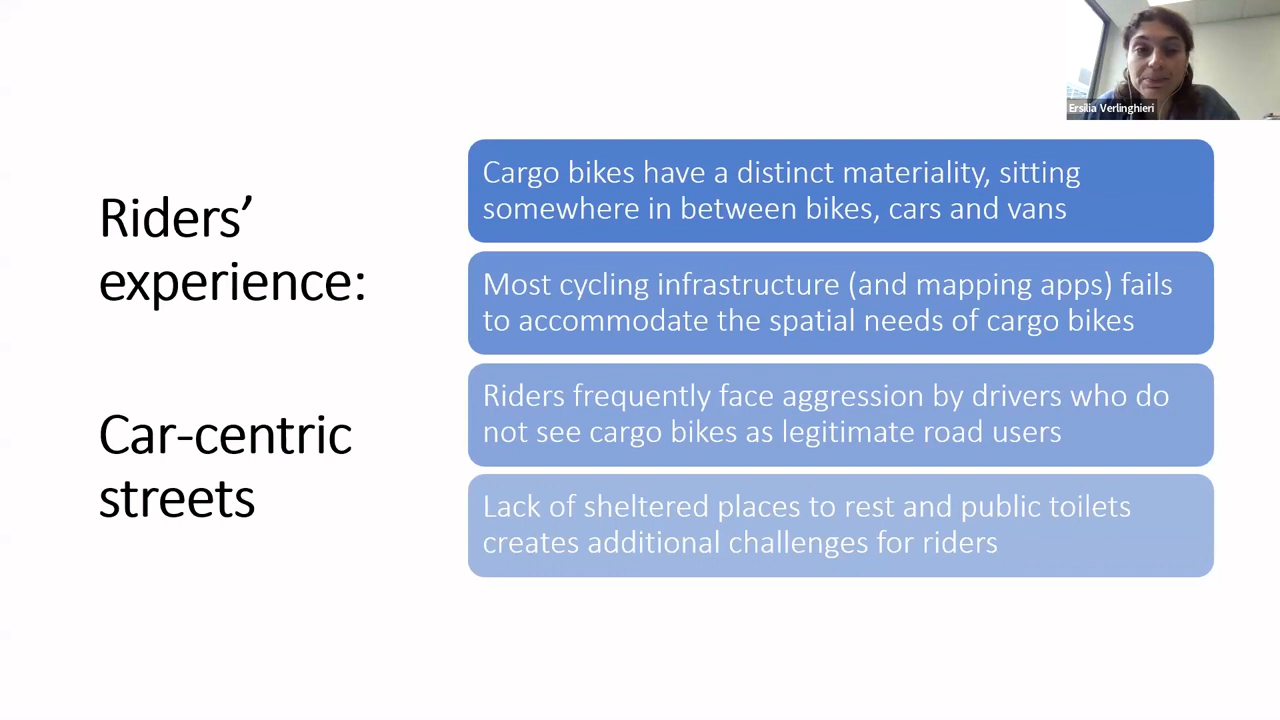 Ersilia Verlinghieri
Riders’
experience:
Car-centric
streets
Cargo bikes have a distinct materiality, sitting
somewhere in between bikes, cars and vans
Most cycling infrastructure (and mapping apps) fails
to accommodate the spatial needs of cargo bikes
Riders frequently face aggression by drivers who do
not see cargo bikes as legitimate road users
Lack of sheltered places to rest and public toilets
creates additional challenges for riders